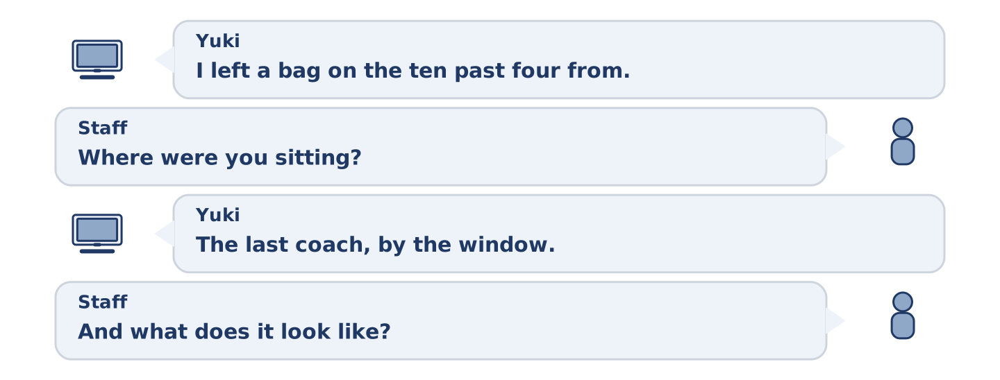 Yuki
I left a bag on the ten past four from.
Staff
Where were you sitting?
Yuki
The last coach, by the window.
Staff
And what does it look like?